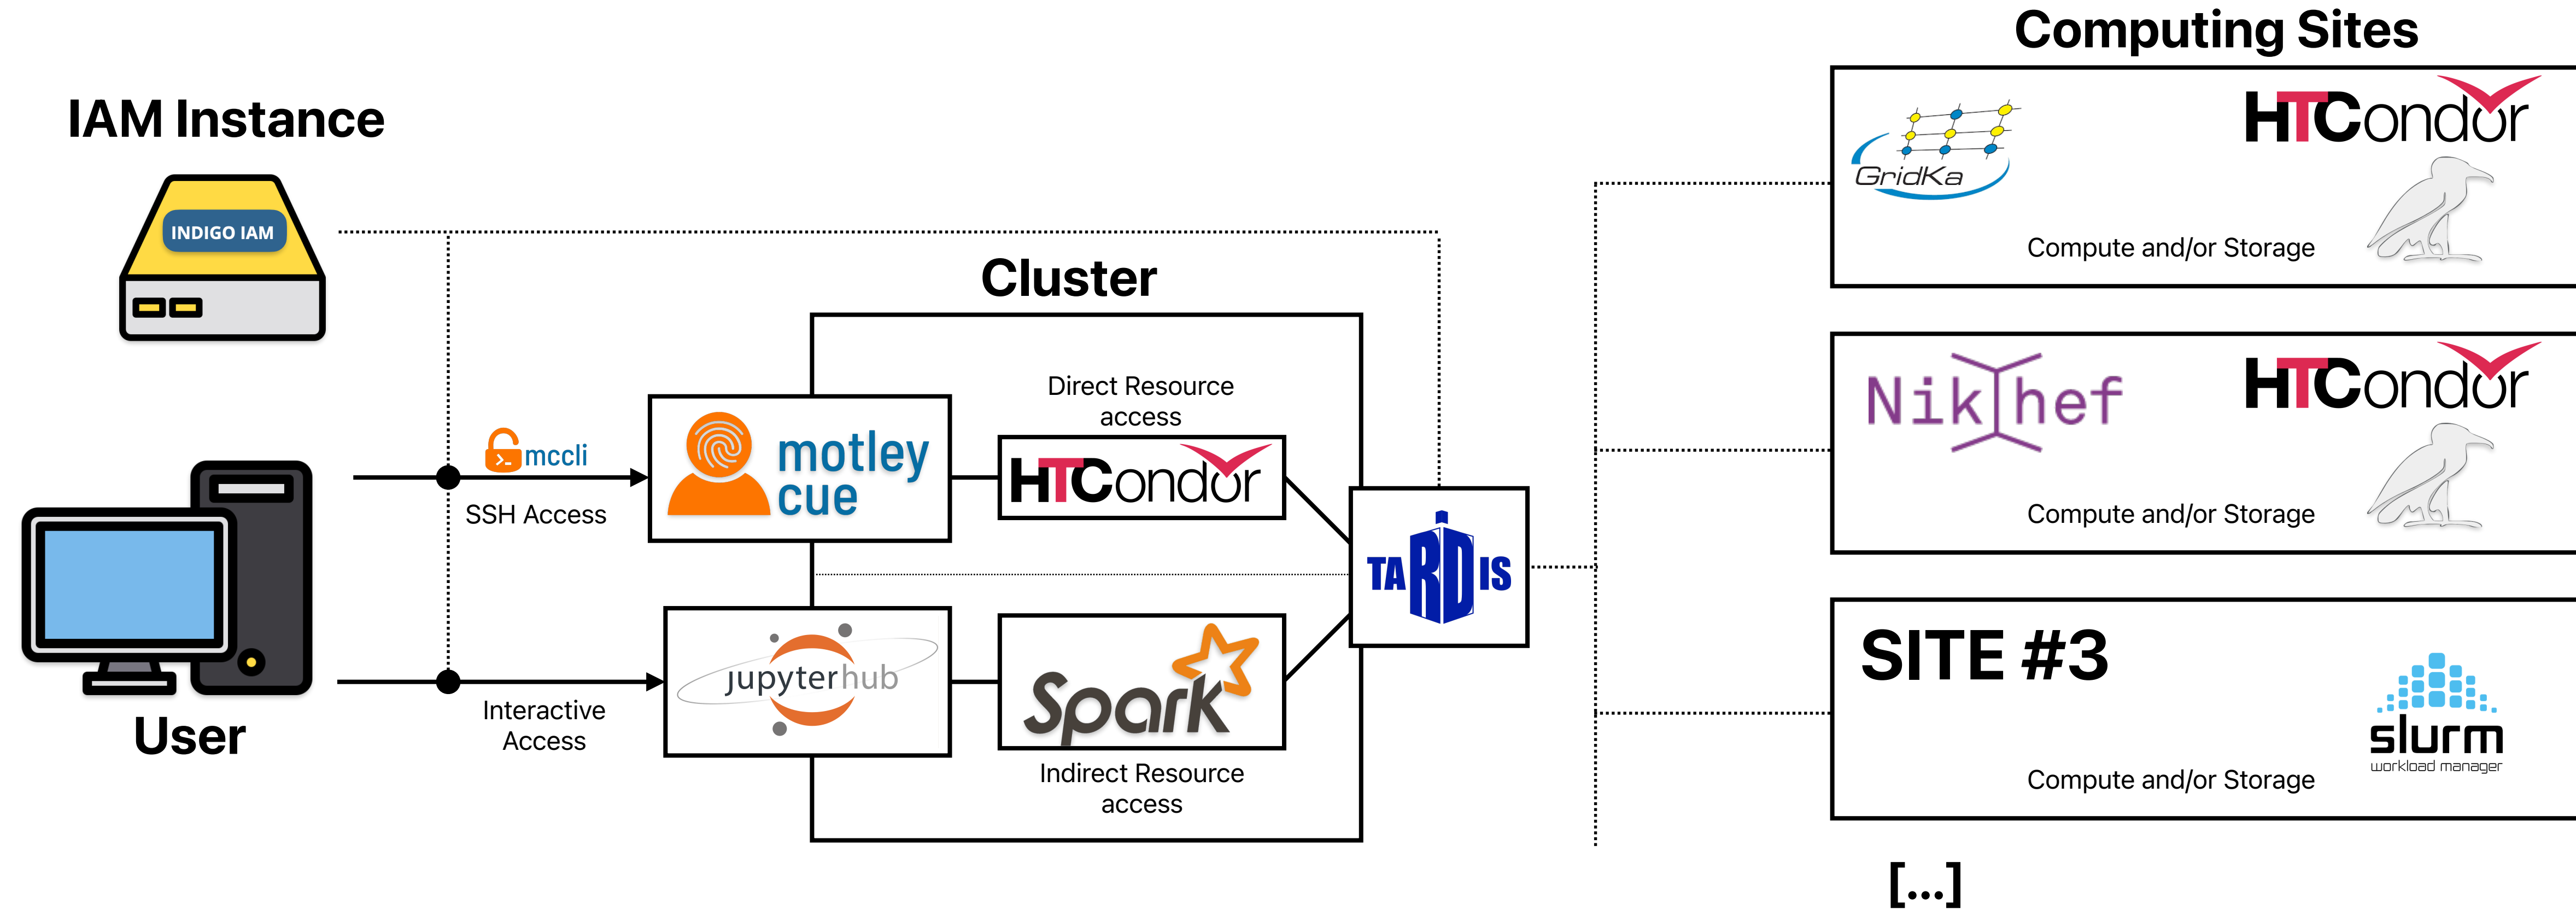 Computing Sites
IAM Instance
INDIGO IAM
GridKa
HTCondor
Compute and/or Storage
Cluster
Direct Resource
access
Nikhef
HTCondor
Compute and/or Storage
mccli
SSH Access
motley
cue
HTCondor
TARDIS
User
Interactive
Access
jupyterhub
Spark
Indirect Resource
access
SITE #3
slurm
workload manager
Compute and/or Storage
[...]